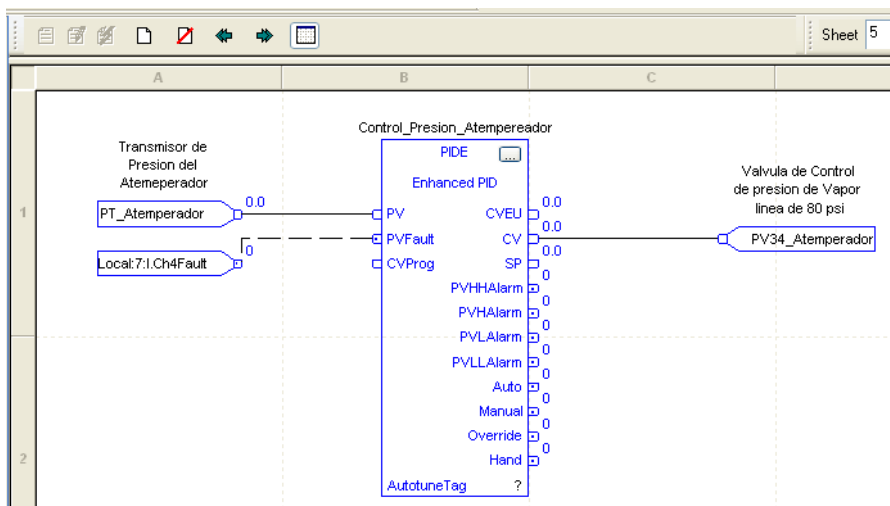 Sheet 5
A B C
Control_Presion_Atempereador
Transmisor de
Presion del
Atemeperador
PIDE ...
Enhanced PID
Valvula de Control
de presion de Vapor
linea de 80 psi
1
PT_Atemperador 0.0
PV CVEU 0.0
Local:7:I.Ch4Fault 0
PVFault CV 0.0
PV34_Atemperador
CVProg SP 0.0
PVHHAlarm 0
PVHAlarm 0
PVLAlarm 0
PVLLAlarm 0
Auto 0
Manual 0
Override 0
2
Hand 0
AutotuneTag ?